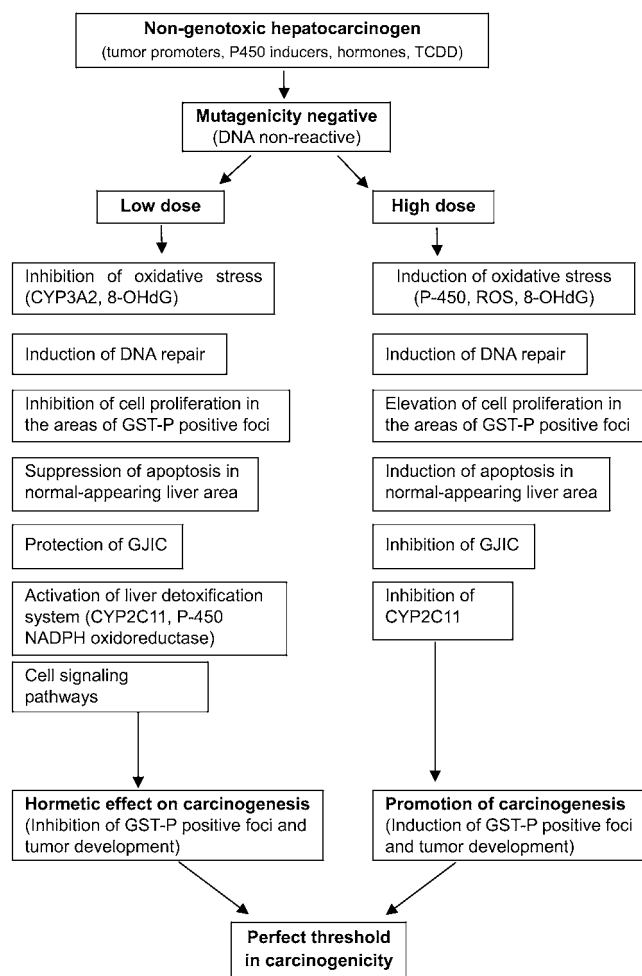 Non-genotoxic hepatocarcinogen
(tumor promoters, P450 inducers, hormones, TCDD)
Mutagenicity negative
(DNA non-reactive)
Low dose
High dose
Inhibition of oxidative stress
(CYP3A2, 8-OHdG)
Induction of DNA repair
Inhibition of cell proliferation in
the areas of GST-P positive foci
Suppression of apoptosis in
normal-appearing liver area
Protection of GJIC
Activation of liver detoxification
system (CYP2C11, P-450
NADPH oxidoreductase)
Cell signaling
pathways
Hormetic effect on carcinogenesis
(Inhibition of GST-P positive foci and
tumor development)
Induction of oxidative stress
(P-450, ROS, 8-OHdG)
Induction of DNA repair
Elevation of cell proliferation in
the areas of GST-P positive foci
Induction of apoptosis in
normal-appearing liver area
Inhibition of GJIC
Inhibition of
CYP2C11
Promotion of carcinogenesis
(Induction of GST-P positive foci
and tumor development)
Perfect threshold
in carcinogenicity